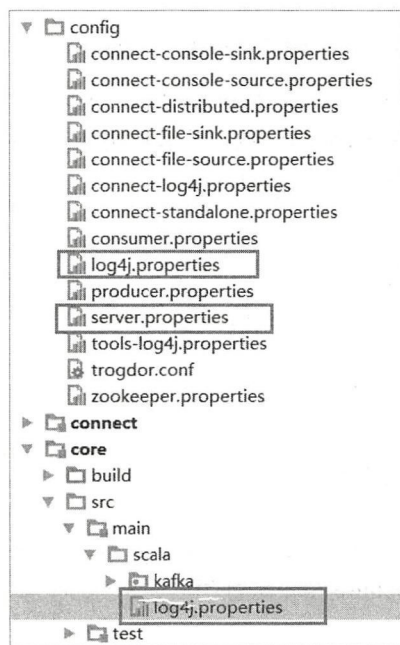 config
connect-console-sink.properties
connect-console-source.properties
connect-distributed.properties
connect-file-sink.properties
connect-file-source.properties
connect-log4j.properties
connect-standalone.properties
consumer.properties
log4j.properties
producer.properties
server.properties
tools-log4j.properties
trogdor.conf
zookeeper.properties
connect
core
build
src
main
scala
kafka
log4j.properties
test